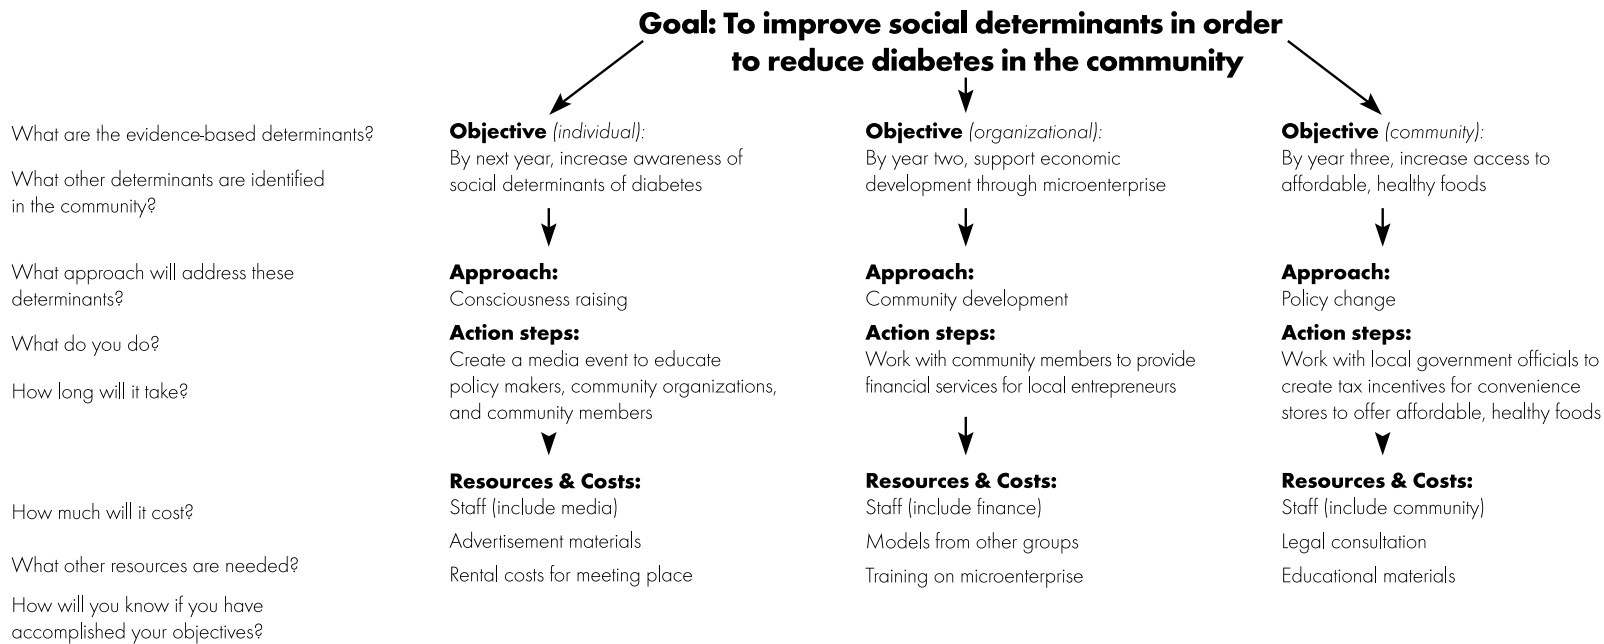 Goal: To improve social determinants in order
to reduce diabetes in the community
What are the evidence-based determinants?
What other determinants are identified
in the community?
What approach will address these
determinants?
What do you do?
How long will it take?
How much will it cost?
What other resources are needed?
How will you know if you have
accomplished your objectives?
Objective (individual):
By next year, increase awareness of
social determinants of diabetes
Approach:
Consciousness raising
Action steps:
Create a media event to educate
policy makers, community organizations,
and community members
Resources & Costs:
Staff (include media)
Advertisement materials
Rental costs for meeting place
Objective (organizational):
By year two, support economic
development through microenterprise
Approach:
Community development
Action steps:
Work with community members to provide
financial services for local entrepreneurs
Resources & Costs:
Staff (include finance)
Models from other groups
Training on microenterprise
Objective (community):
By year three, increase access to
affordable, healthy foods
Approach:
Policy change
Action steps:
Work with local government officials to
create tax incentives for convenience
stores to offer affordable, healthy foods
Resources & Costs:
Staff (include community)
Legal consultation
Educational materials